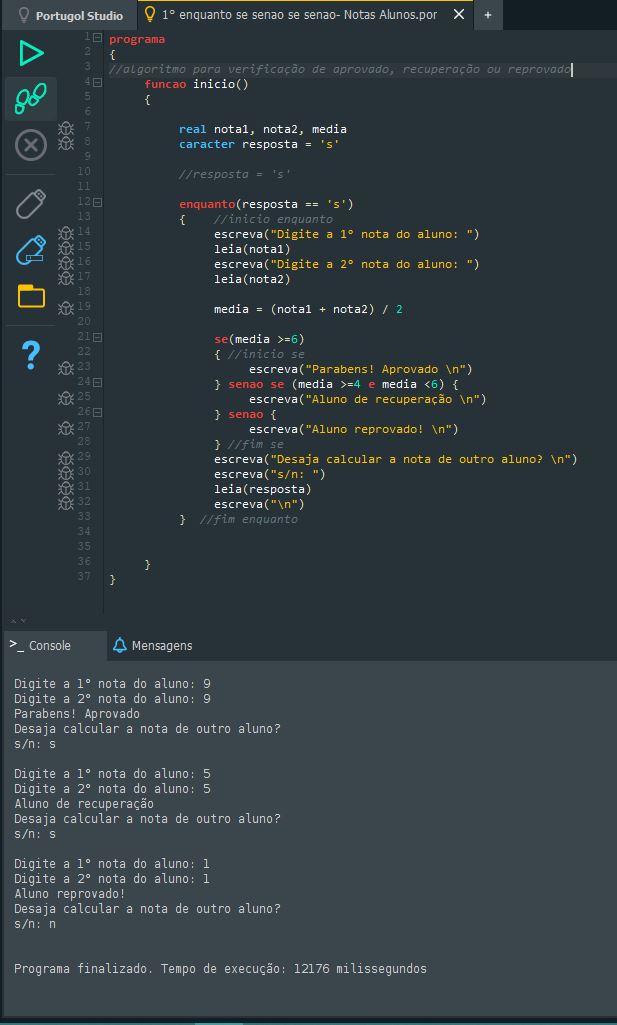 Portugol Studio
1º enquanto se senao se senao- Notas Alunos.por
1 programa
2 {
3 //algoritmo para verificação de aprovado, recuperação ou reprovado
4 funcao inicio()
5 {
6
7 real nota1, nota2, media
8 caracter resposta = 's'
9
10 //resposta = 's'
11
12 enquanto(resposta == 's')
13 { //inicio enquanto
14 escreva("Digite a 1º nota do aluno: ")
15 leia(nota1)
16 escreva("Digite a 2º nota do aluno: ")
17 leia(nota2)
18
19 media = (nota1 + nota2) / 2
20
21 se(media >=6)
22 { //inicio se
23 escreva("Parabens! Aprovado \n")
24 } senao se (media >=4 e media <6) {
25 escreva("Aluno de recuperação \n")
26 } senao {
27 escreva("Aluno reprovado! \n")
28 } //fim se
29 escreva("Desaja calcular a nota de outro aluno? \n")
30 escreva("s/n: ")
31 leia(resposta)
32 escreva("\n")
33 } //fim enquanto
34
35
36 }
37 }
>_ Console
Mensagens
Digite a 1º nota do aluno: 9
Digite a 2º nota do aluno: 9
Parabens! Aprovado
Desaja calcular a nota de outro aluno?
s/n: s
Digite a 1º nota do aluno: 5
Digite a 2º nota do aluno: 5
Aluno de recuperação
Desaja calcular a nota de outro aluno?
s/n: s
Digite a 1º nota do aluno: 1
Digite a 2º nota do aluno: 1
Aluno reprovado!
Desaja calcular a nota de outro aluno?
s/n: n
Programa finalizado. Tempo de execução: 12176 milissegundos